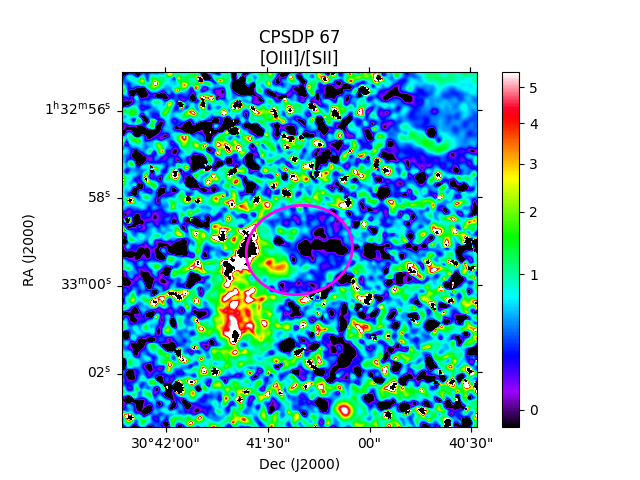 CPSDP 67
[OIII]/[SII]
1ʰ32ᵐ56ˢ
58ˢ
33ᵐ00ˢ
02ˢ
RA (J2000)
30°42'00"
41'30"
00"
40'30"
Dec (J2000)
5
4
3
2
1
0